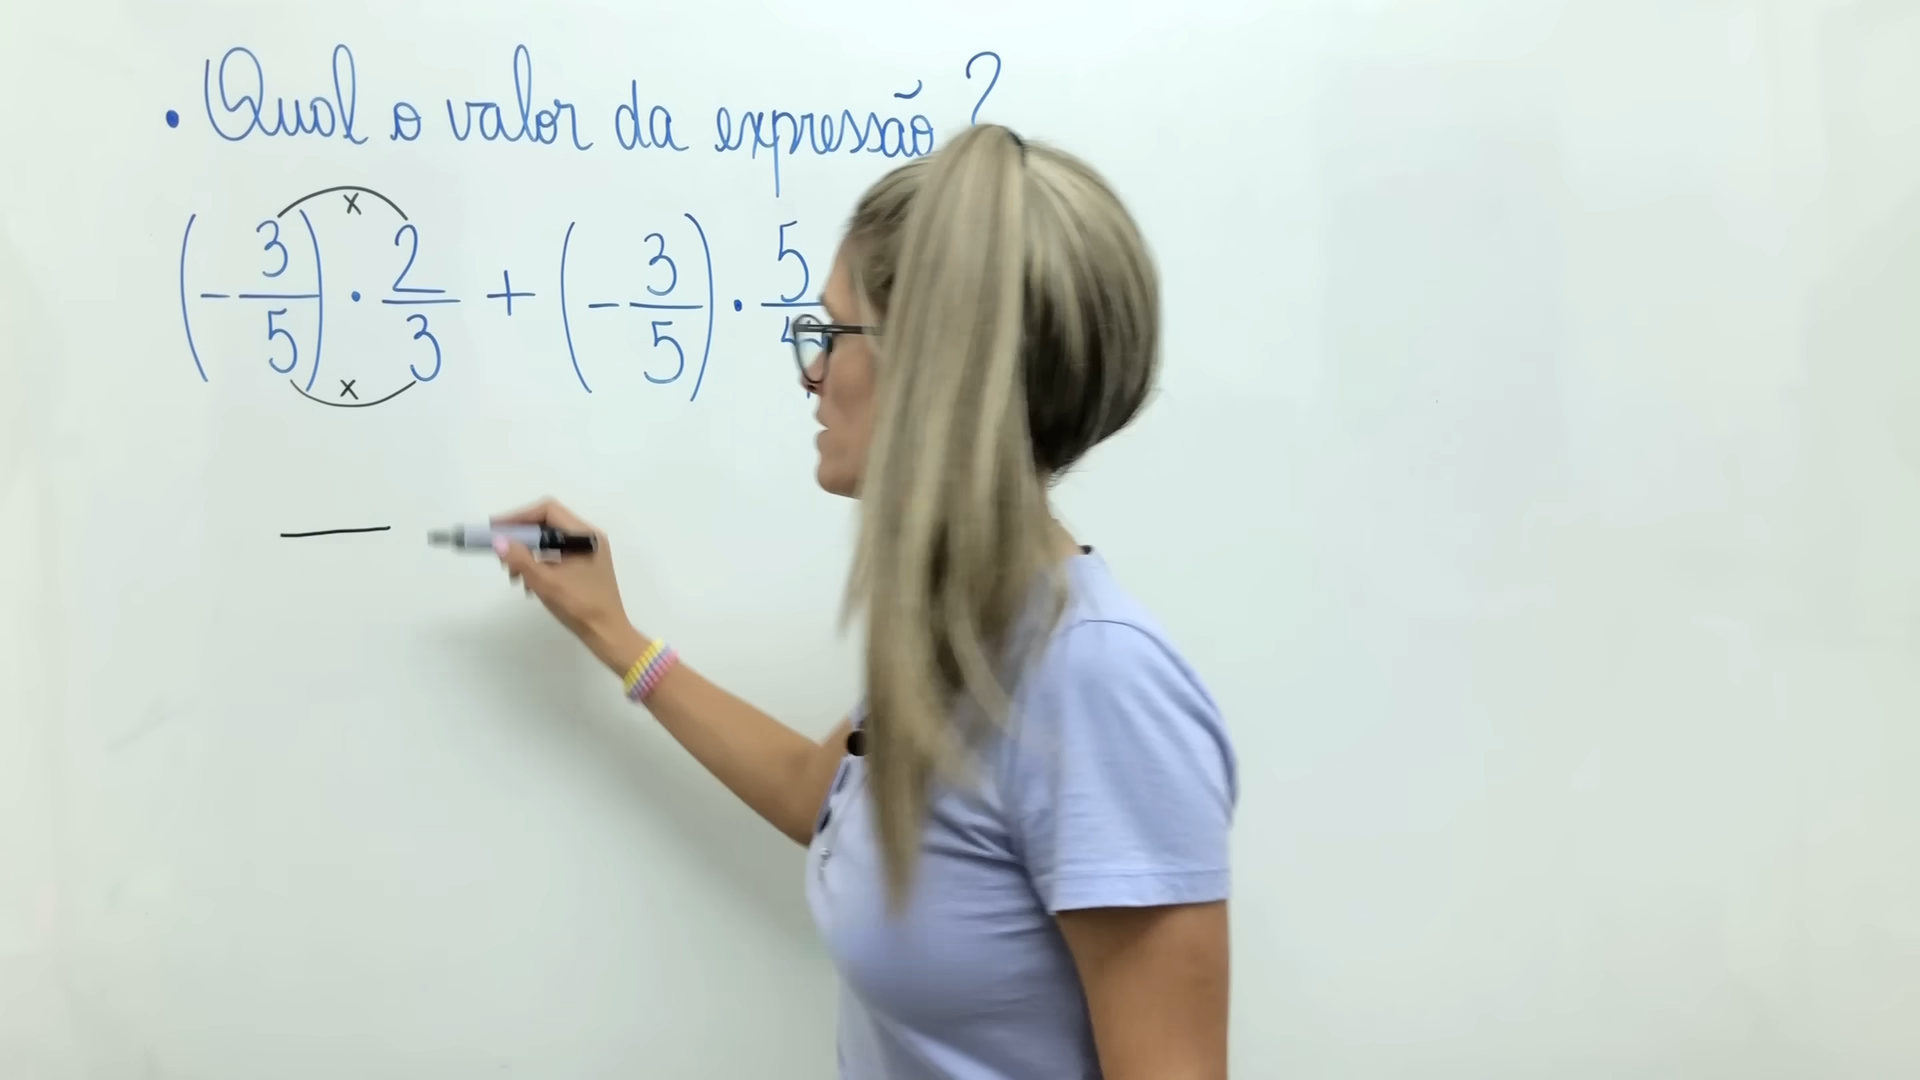 • Qual o valor da expressão?
(- 3/5) · 2/3 + (- 3/5) · 5/4
x
x